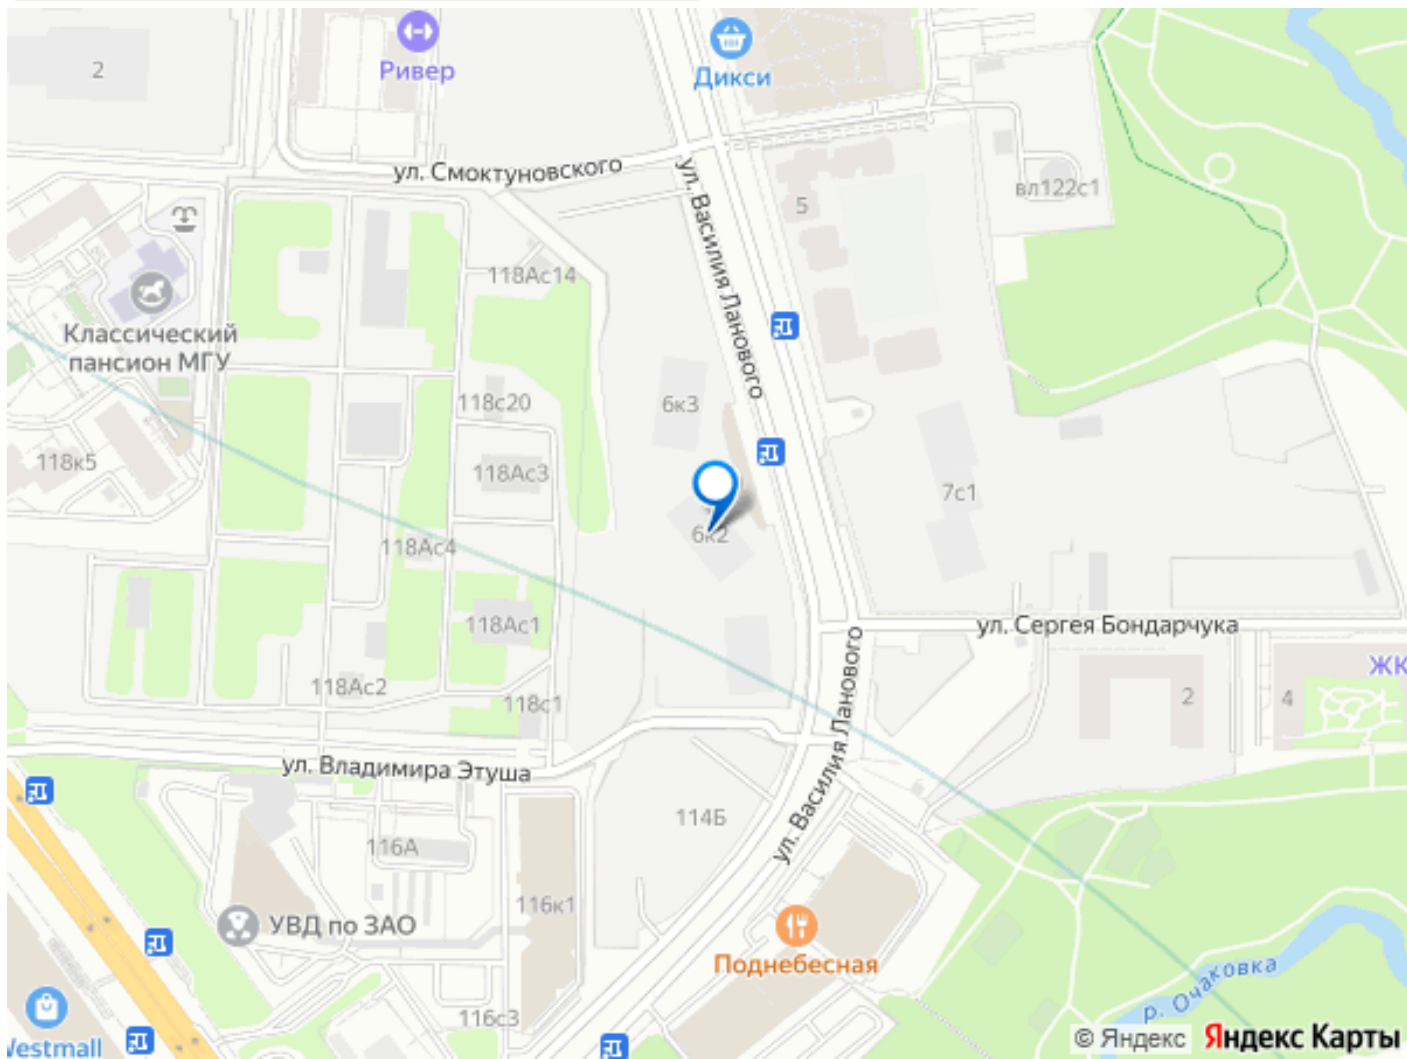 2
Ривер
Дикси
ул. Смоктуновского
ул. Василия Ланового
5
вл122с1
118Ас14
Классический
пансион МГУ
118с20
6к3
118к5
118Ас3
7с1
6к2
118Ас4
118Ас1
ул. Сергея Бондарчука
ул. Василия Ланового
ЖК
118Ас2
118с1
2
4
ул. Владимира Этуша
114Б
116А
116к1
УВД по ЗАО
Поднебесная
р. Очаковка
116с3
Westmall
© Яндекс Яндекс Карты